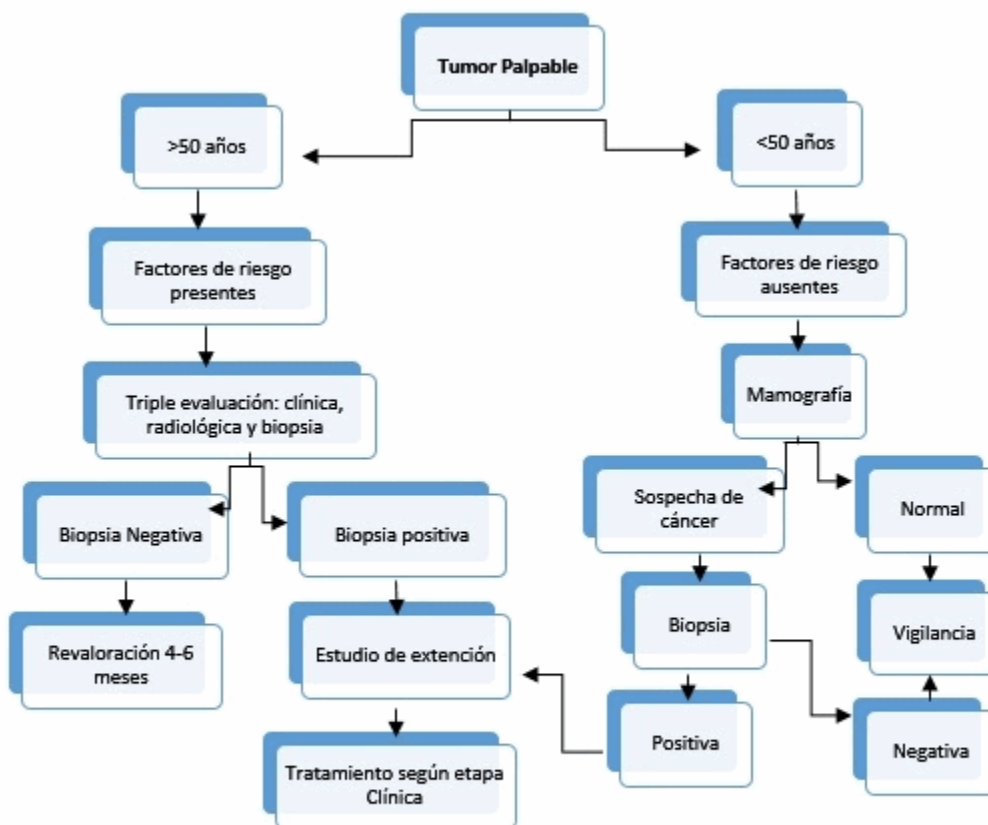 Tumor Palpable
>50 años
<50 años
Factores de riesgo
presentes
Factores de riesgo
ausentes
Triple evaluación: clínica,
radiológica y biopsia
Mamografía
Biopsia Negativa
Biopsia positiva
Sospecha de
cáncer
Normal
Revaloración 4-6
meses
Estudio de extención
Biopsia
Vigilancia
Tratamiento según etapa
Clínica
Positiva
Negativa